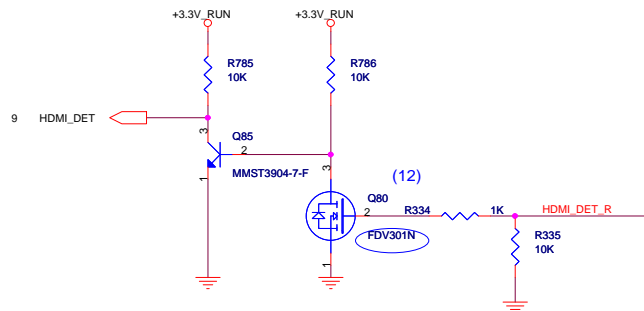 +3.3V_RUN
+3.3V_RUN
R785
10K
R786
10K
9 HDMI_DET
3
Q85
2
MMST3904-7-F
1
3
(12)
Q80
2
R334
1K
HDMI_DET_R
FDV301N
R335
10K
1